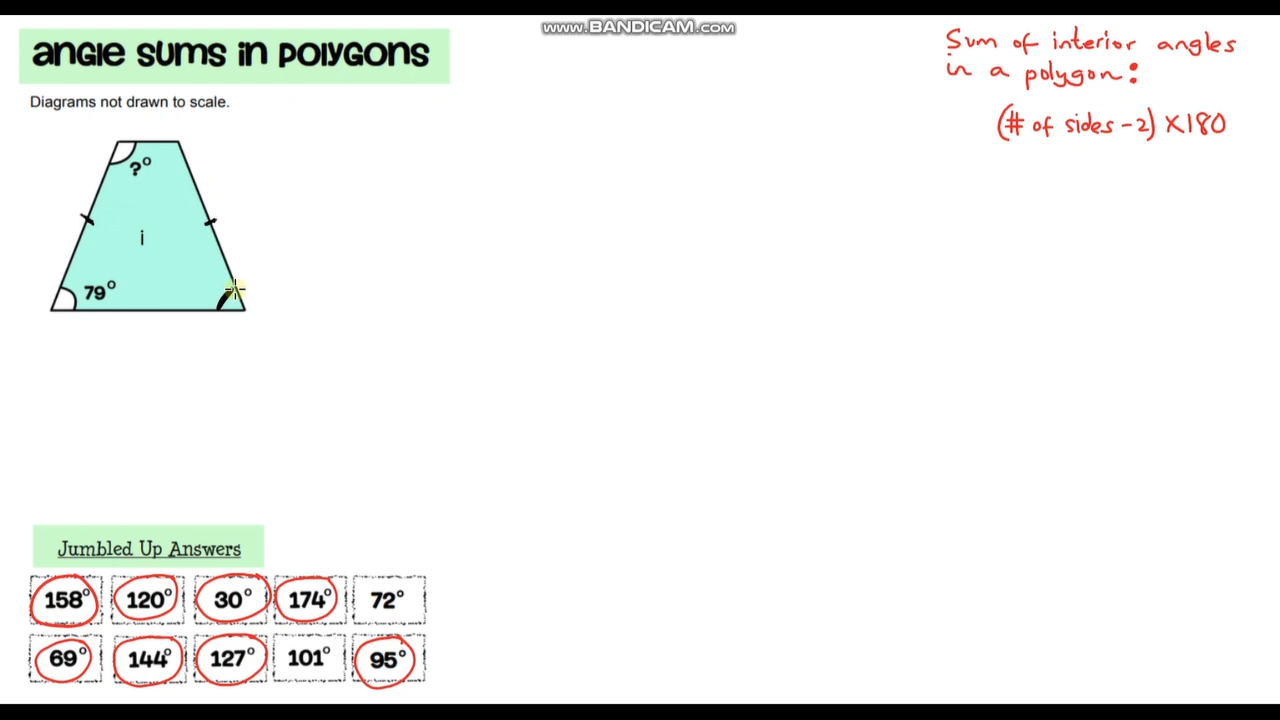 www.BANDICAM.com
Angle Sums in Polygons
Diagrams not drawn to scale.
?°
i
79°
Sum of interior angles
in a polygon:
(# of sides - 2) × 180
Jumbled Up Answers
158° 120° 30° 174° 72°
69° 144° 127° 101° 95°